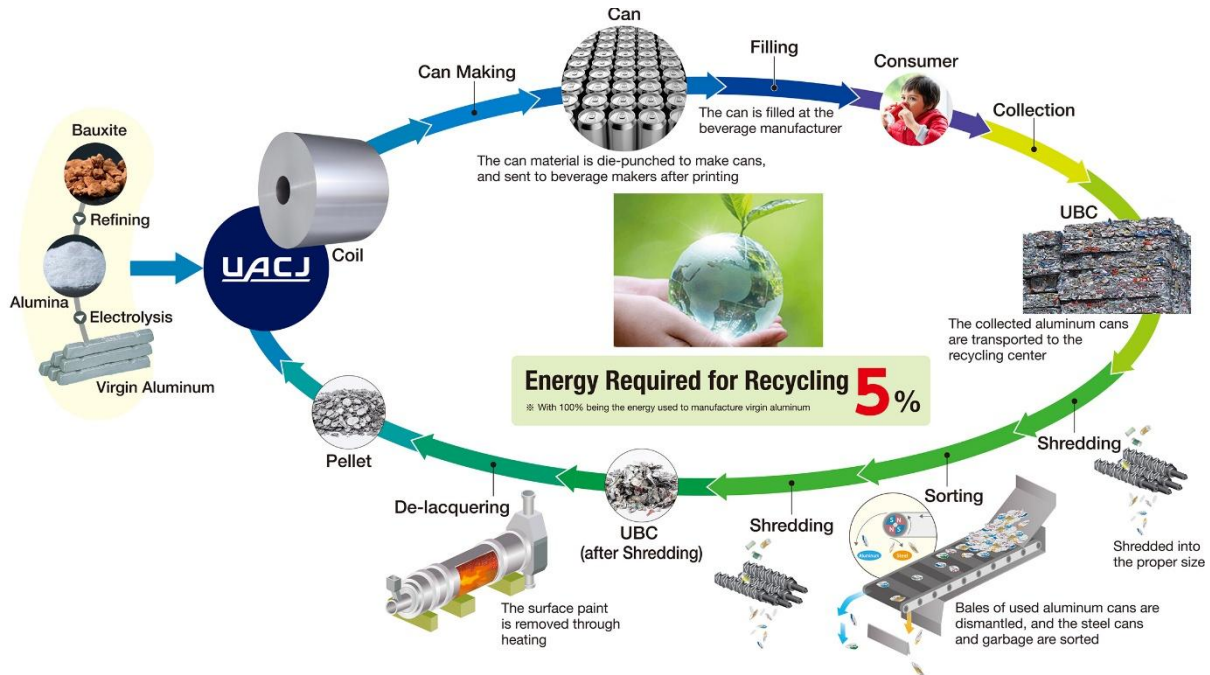 Can
Can Making
Filling
Consumer
Collection
The can is filled at the
beverage manufacturer
The can material is die-punched to make cans,
and sent to beverage makers after printing
Bauxite
Refining
Alumina
Electrolysis
Virgin Aluminum
UACJ
Coil
UBC
The collected aluminum cans
are transported to the
recycling center
Energy Required for Recycling 5%
※ With 100% being the energy used to manufacture virgin aluminum
Shredding
Shredded into
the proper size
Sorting
S N
N S
Aluminum
Steel
Bales of used aluminum cans are
dismantled, and the steel cans
and garbage are sorted
Shredding
UBC
(after Shredding)
De-lacquering
The surface paint
is removed through
heating
Pellet